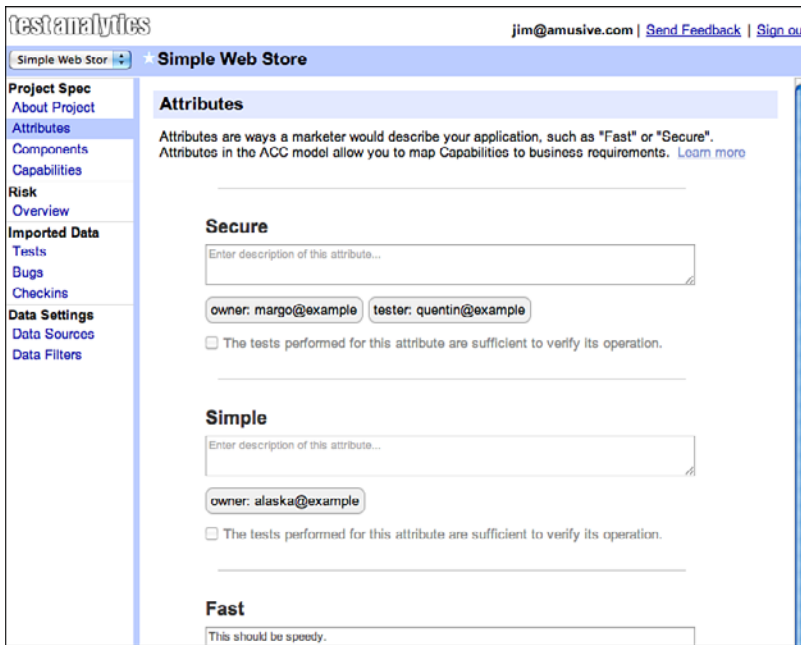 testanalytics
jim@amusive.com | Send Feedback | Sign ou
Simple Web Stor
Simple Web Store
Project Spec
About Project
Attributes
Components
Capabilities
Risk
Overview
Imported Data
Tests
Bugs
Checkins
Data Settings
Data Sources
Data Filters
Attributes
Attributes are ways a marketer would describe your application, such as "Fast" or "Secure".
Attributes in the ACC model allow you to map Capabilities to business requirements. Learn more
Secure
Enter description of this attribute...
owner: margo@example tester: quentin@example
The tests performed for this attribute are sufficient to verify its operation.
Simple
Enter description of this attribute...
owner: alaska@example
The tests performed for this attribute are sufficient to verify its operation.
Fast
This should be speedy.